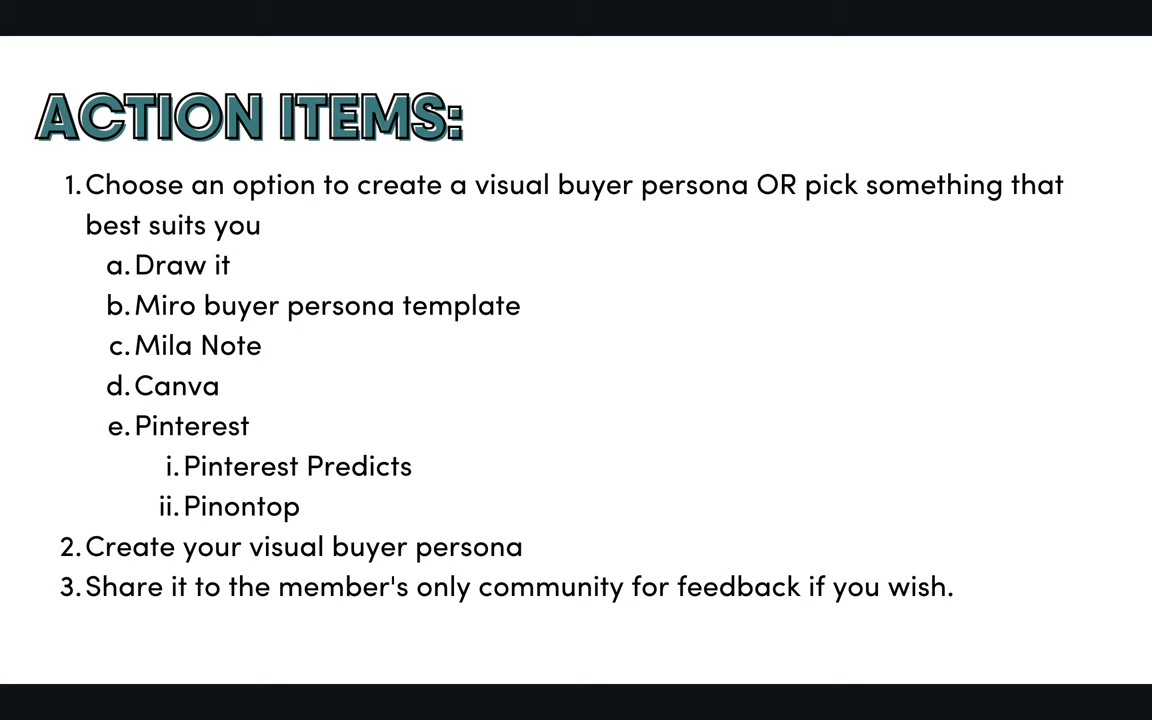 ACTION ITEMS:
1. Choose an option to create a visual buyer persona OR pick something that
best suits you
a. Draw it
b. Miro buyer persona template
c. Mila Note
d. Canva
e. Pinterest
i. Pinterest Predicts
ii. Pinontop
2. Create your visual buyer persona
3. Share it to the member's only community for feedback if you wish.